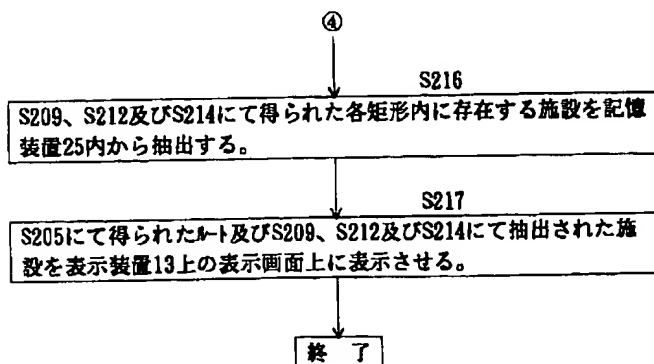 ④
S216
S209、S212及びS214にて得られた各矩形内に存在する施設を記憶
装置25内から抽出する。
S217
S205にて得られたﾙｰﾄ及びS209、S212及びS214にて抽出された施
設を表示装置13上の表示画面上に表示させる。
終 了